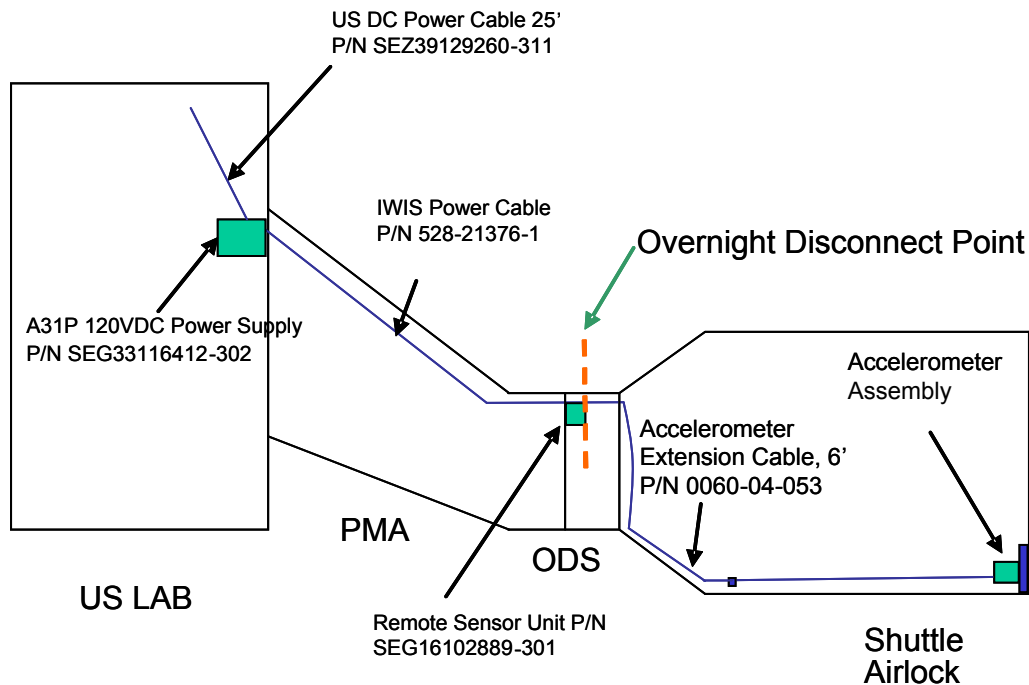 US DC Power Cable 25’
P/N SEZ39129260-311
IWIS Power Cable
P/N 528-21376-1
Overnight Disconnect Point
A31P 120VDC Power Supply
P/N SEG33116412-302
Accelerometer
Assembly
Accelerometer
Extension Cable, 6’
P/N 0060-04-053
PMA
ODS
US LAB
Remote Sensor Unit P/N
SEG16102889-301
Shuttle
Airlock